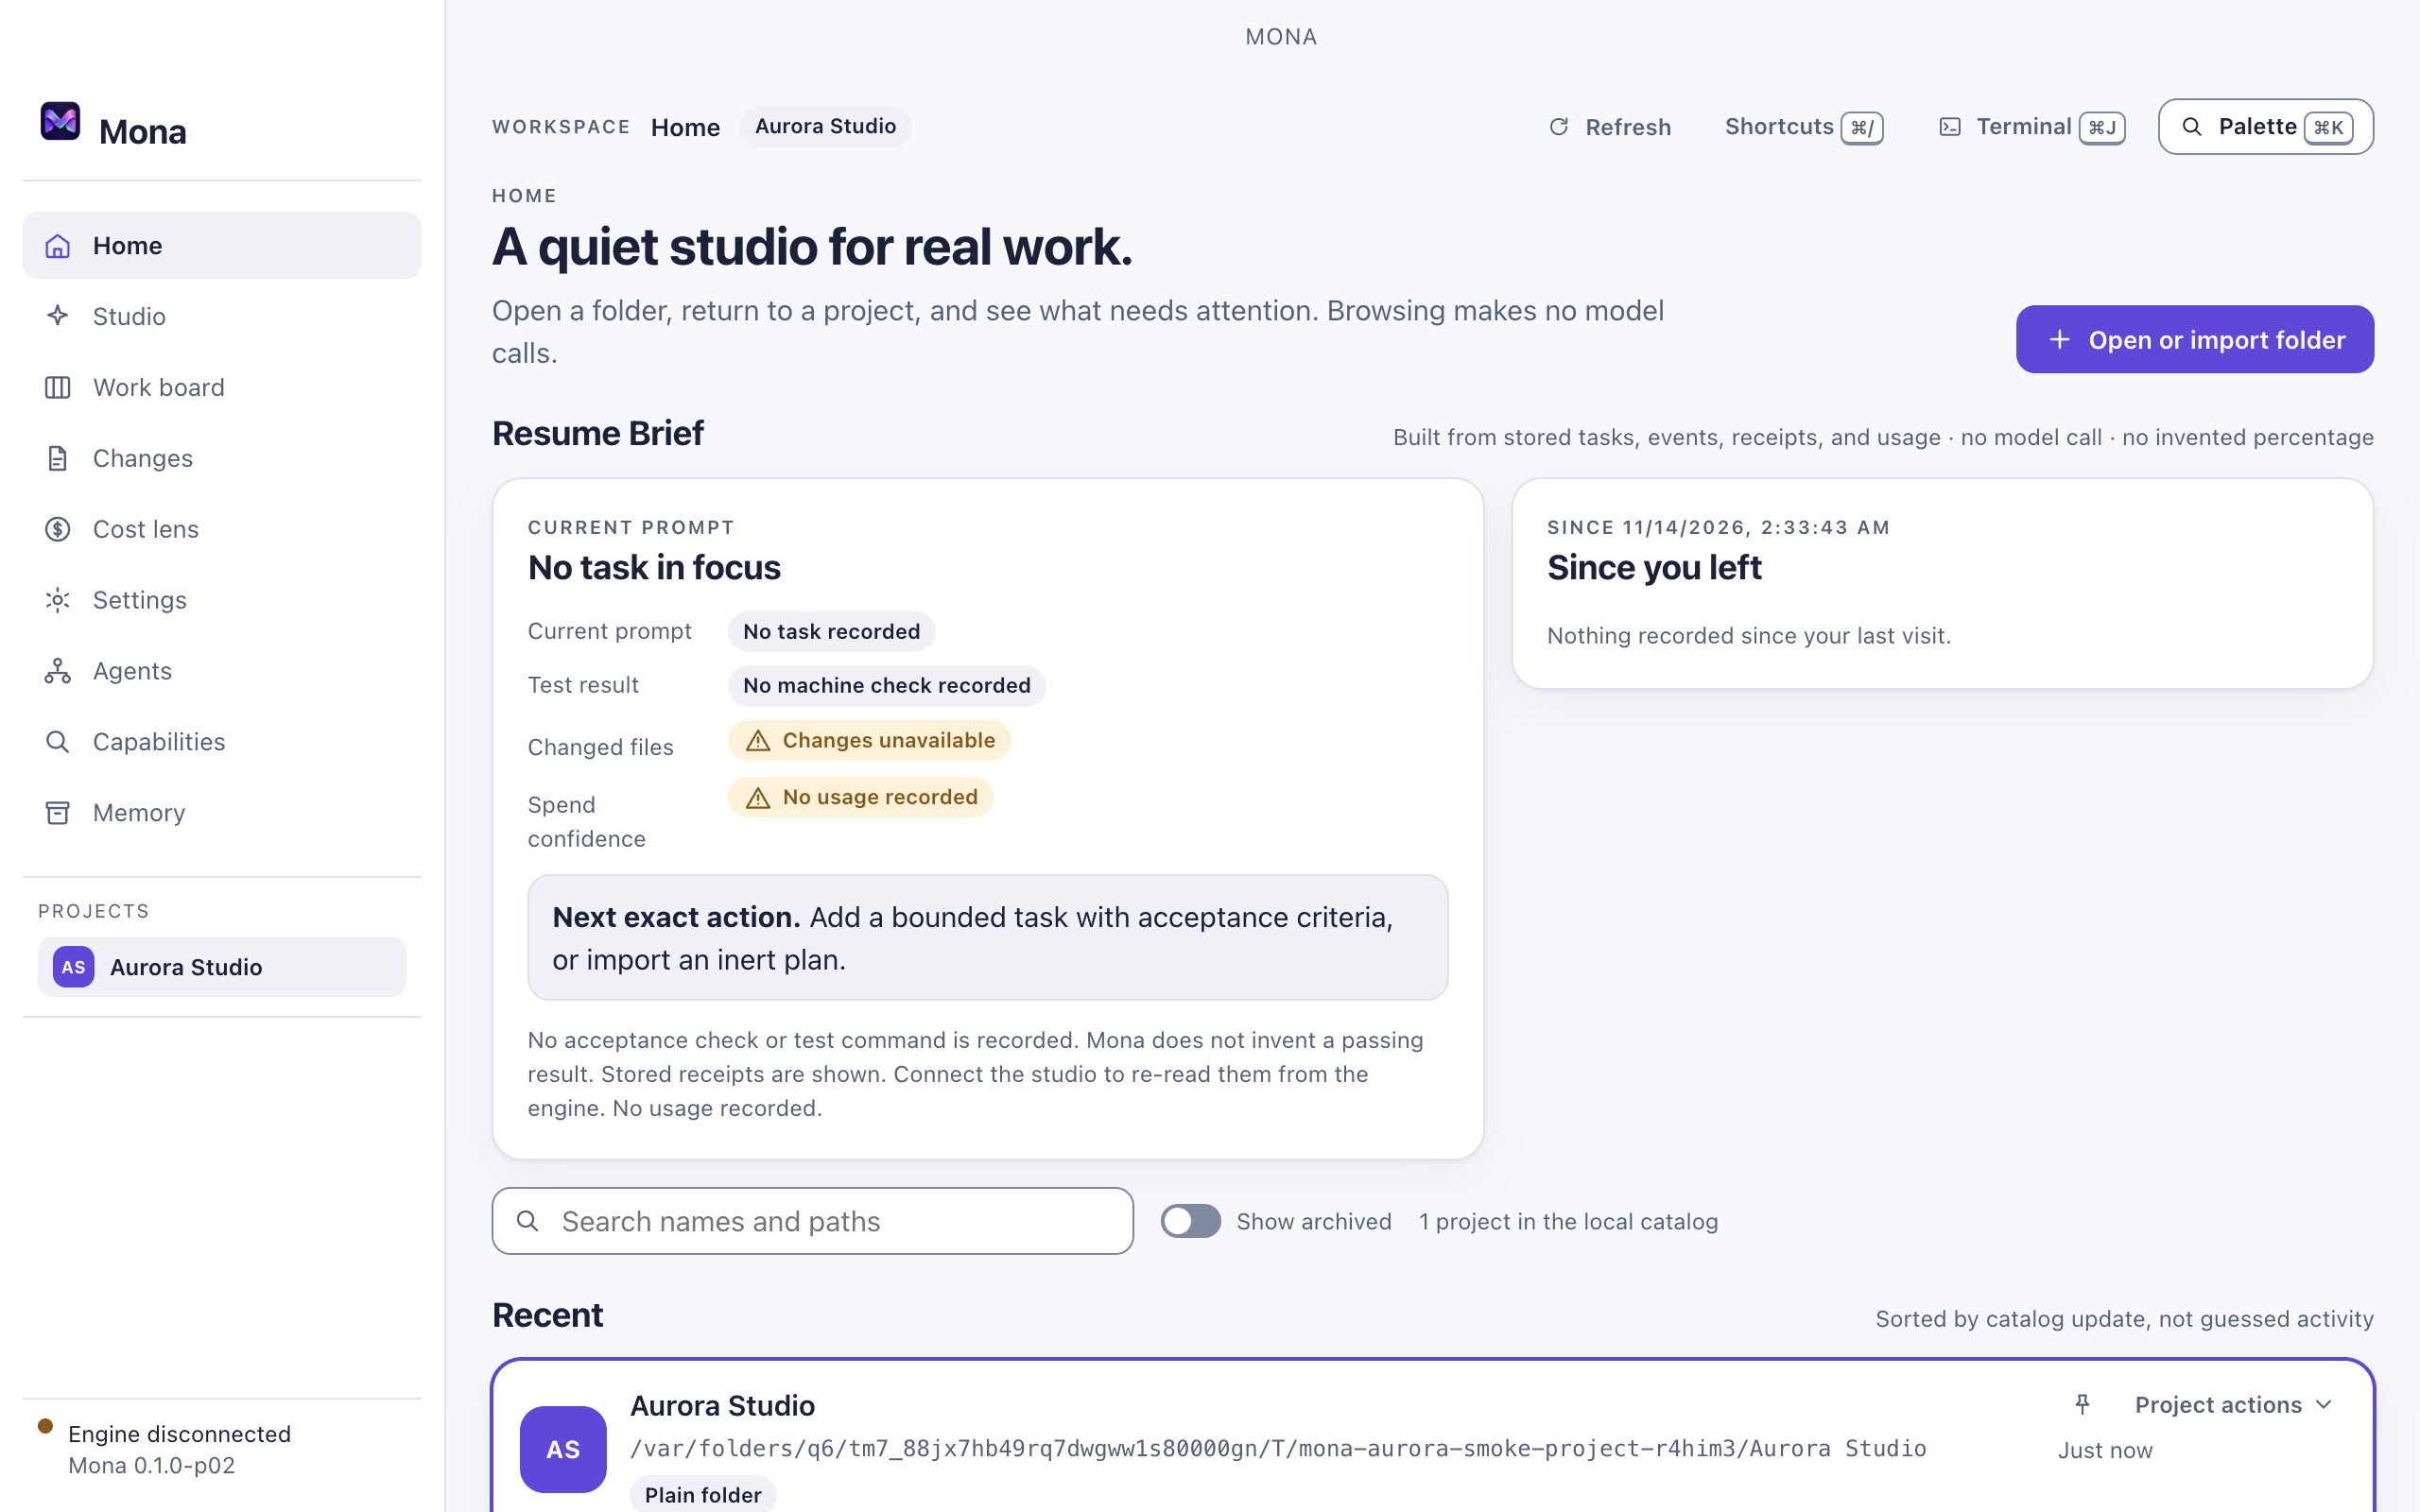 MONA
Mona
Home
Studio
Work board
Changes
Cost lens
Settings
Agents
Capabilities
Memory
PROJECTS
AS Aurora Studio
Engine disconnected
Mona 0.1.0-p02
WORKSPACE Home Aurora Studio
Refresh Shortcuts ⌘/ Terminal ⌘J Palette ⌘K
HOME
A quiet studio for real work.
Open a folder, return to a project, and see what needs attention. Browsing makes no model
calls.
Open or import folder
Resume Brief
Built from stored tasks, events, receipts, and usage · no model call · no invented percentage
CURRENT PROMPT
No task in focus
Current prompt No task recorded
Test result No machine check recorded
Changed files Changes unavailable
Spend
confidence
No usage recorded
Next exact action. Add a bounded task with acceptance criteria,
or import an inert plan.
No acceptance check or test command is recorded. Mona does not invent a passing
result. Stored receipts are shown. Connect the studio to re-read them from the
engine. No usage recorded.
SINCE 11/14/2026, 2:33:43 AM
Since you left
Nothing recorded since your last visit.
Search names and paths
Show archived 1 project in the local catalog
Recent
Sorted by catalog update, not guessed activity
AS
Aurora Studio
/var/folders/q6/tm7_88jx7hb49rq7dwgww1s80000gn/T/mona-aurora-smoke-project-r4him3/Aurora Studio
Plain folder
Project actions
Just now